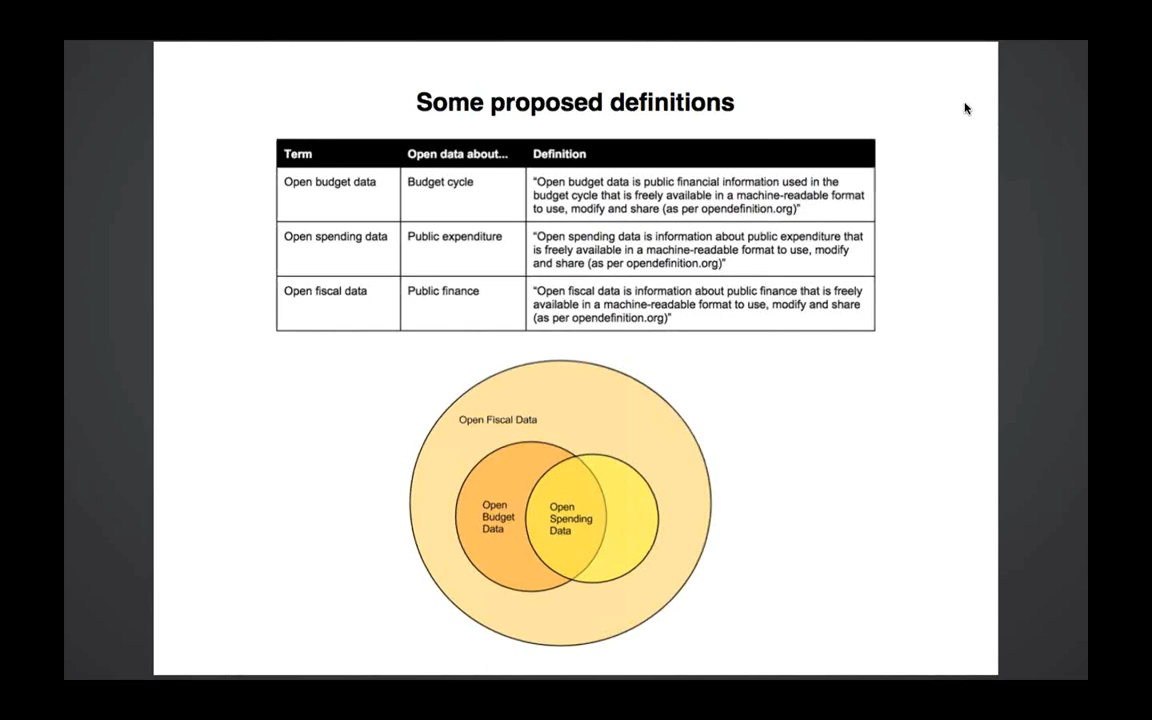 Some proposed definitions
Term Open data about... Definition
Open budget data Budget cycle “Open budget data is public financial information used in the
budget cycle that is freely available in a machine-readable format
to use, modify and share (as per opendefinition.org)”
Open spending data Public expenditure “Open spending data is information about public expenditure that
is freely available in a machine-readable format to use, modify
and share (as per opendefinition.org)”
Open fiscal data Public finance “Open fiscal data is information about public finance that is freely
available in a machine-readable format to use, modify and share
(as per opendefinition.org)”
Open Fiscal Data
Open
Budget
Data
Open
Spending
Data